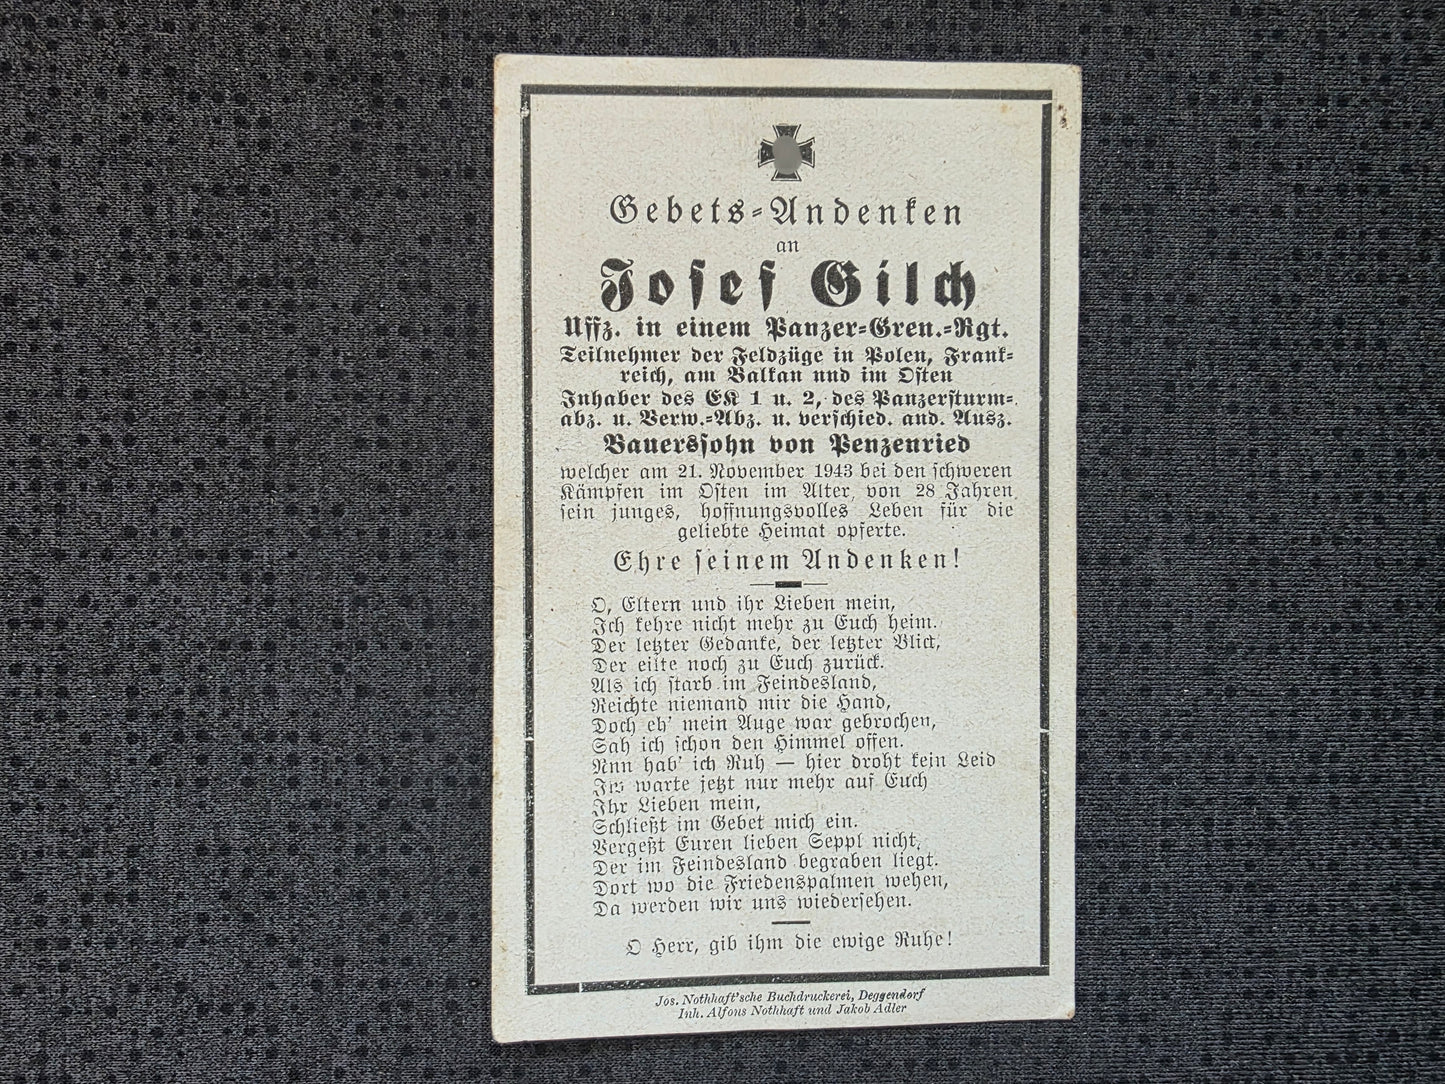 Gebets-Andenken
an
Josef Gilch
Uffz. in einem Panzer-Gren.-Rgt.
Teilnehmer der Feldzüge in Polen, Frank-
reich, am Balkan und im Osten
Inhaber des EK 1 u. 2, des Panzersturm-
abz. u. Verw.-Abz. u. verschied. and. Ausz.
Bauerssohn von Penzenried
welcher am 21. November 1943 bei den schweren
Kämpfen im Osten im Alter von 28 Jahren
sein junges, hoffnungsvolles Leben für die
geliebte Heimat opferte.
Ehre seinem Andenken!
O, Eltern und ihr Lieben mein,
Ich kehre nicht mehr zu Euch heim.
Der letzter Gedanke, der letzter Blick,
Der eilte noch zu Euch zurück.
Als ich starb im Feindesland,
Reichte niemand mir die Hand,
Doch eh' mein Auge war gebrochen,
Sah ich schon den Himmel offen.
Nnn hab' ich Ruh — hier droht kein Leid
warte jetzt nur mehr auf Euch
Ihr Lieben mein,
Schließt im Gebet mich ein.
Vergeßt Euren lieben Seppl nicht,
Der im Feindesland begraben liegt.
Dort wo die Friedenspalmen wehen,
Da werden wir uns wiedersehen.
O Herr, gib ihm die ewige Ruhe!
Jos. Nothhaft'sche Buchdruckerei, Deggendorf
Inh. Alfons Nothhaft und Jakob Adler